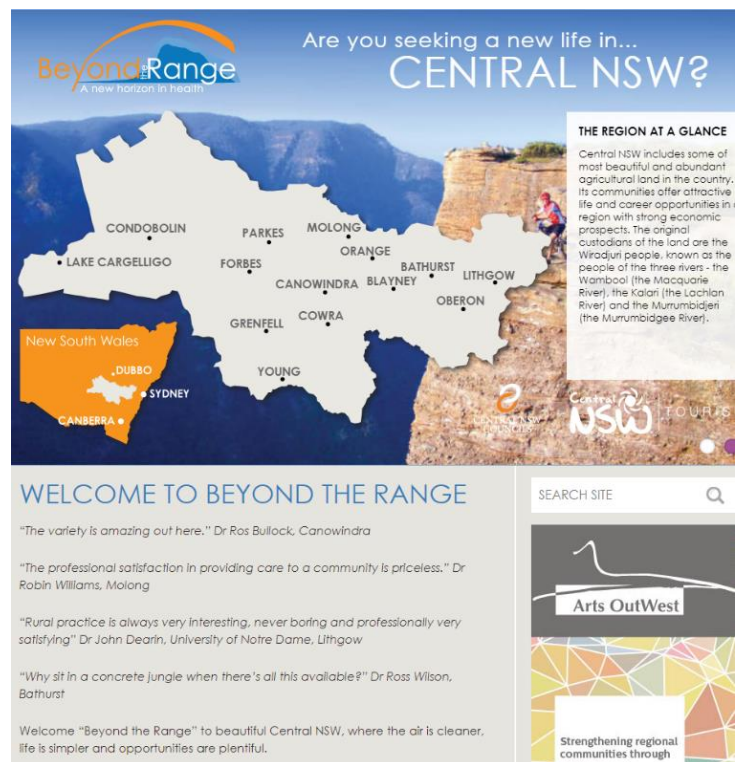 Beyond the Range
A new horizon in health
Are you seeking a new life in...
CENTRAL NSW?
THE REGION AT A GLANCE
Central NSW includes some of
most beautiful and abundant
agricultural land in the country.
Its communities offer attractive
life and career opportunities in a
region with strong economic
prospects. The original
custodians of the land are the
Wiradjuri people, known as the
people of the three rivers - the
Wambool (the Macquarie
River), the Kalari (the Lachlan
River) and the Murrumbidjeri
(the Murrumbidgee River).
CONDOBOLIN
PARKES
MOLONG
LAKE CARGELLIGO
FORBES
ORANGE
CANOWINDRA
BLAYNEY
BATHURST
LITHGOW
OBERON
GRENFELL
COWRA
YOUNG
New South Wales
DUBBO
SYDNEY
CANBERRA
CENTRAL NSW
COUNCILS
Central
NSW
TOURIS
WELCOME TO BEYOND THE RANGE
“The variety is amazing out here.” Dr Ros Bullock, Canowindra
“The professional satisfaction in providing care to a community is priceless.” Dr
Robin Williams, Molong
“Rural practice is always very interesting, never boring and professionally very
satisfying” Dr John Dearin, University of Notre Dame, Lithgow
“Why sit in a concrete jungle when there’s all this available?” Dr Ross Wilson,
Bathurst
Welcome “Beyond the Range” to beautiful Central NSW, where the air is cleaner,
life is simpler and opportunities are plentiful.
SEARCH SITE
Arts OutWest
Strengthening regional
communities through